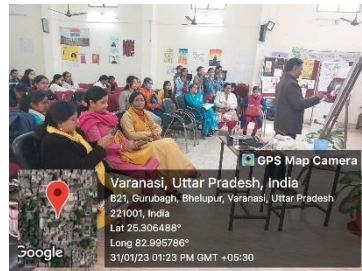 GPS Map Camera
Varanasi, Uttar Pradesh, India
B21, Gurubagh, Bhelupur, Varanasi, Uttar Pradesh
221001, India
Lat 25.306488°
Long 82.995786°
31/01/23 01:23 PM GMT +05:30
Google